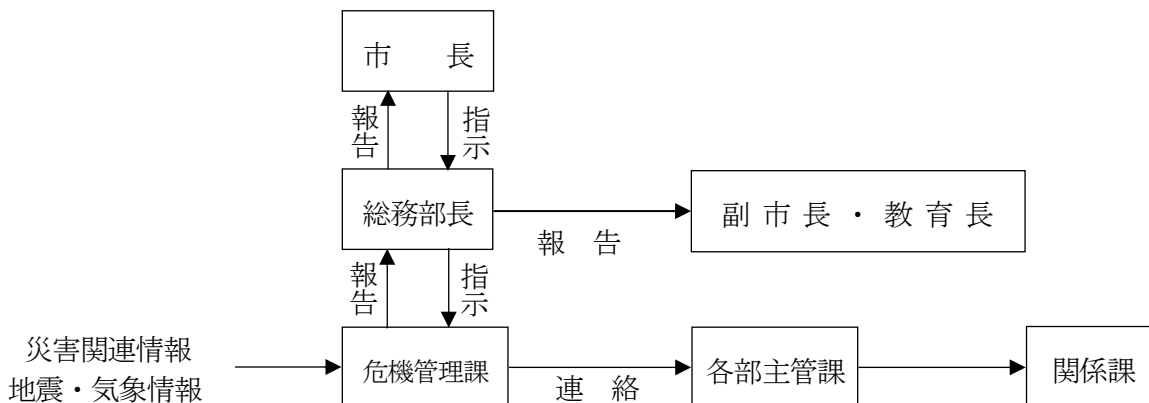 市　　長
報告
指示
総務部長
報　告
副 市 長 ・ 教 育 長
報告
指示
災害関連情報
地震・気象情報
危機管理課
連　絡
各部主管課
関係課